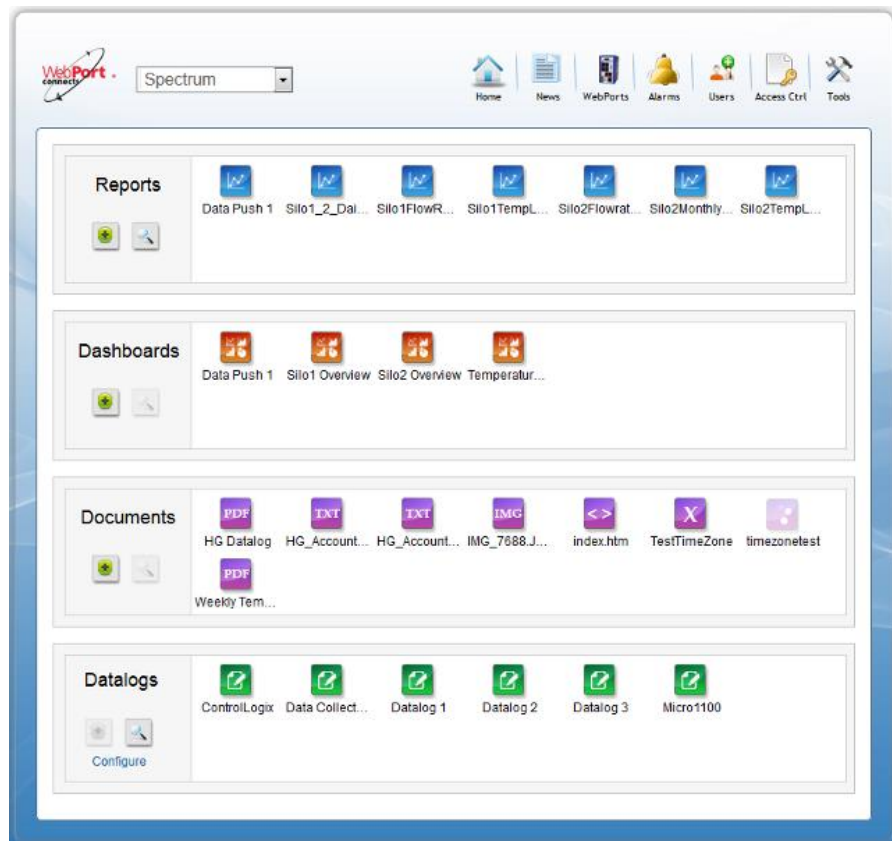 WebPort .
connects
Spectrum
Home News WebPorts Alarms Users Access Ctrl Tools
Reports
Data Push 1 Silo1_2_Dai... Silo1FlowR... Silo1TempL... Silo2Flowrat... Silo2Monthly... Silo2TempL...
Dashboards
Data Push 1 Silo1 Overview Silo2 Overview Temperatur...
Documents
PDF TXT TXT IMG <> X
HG Datalog HG_Account... HG_Account... IMG_7688.J... index.htm TestTimeZone timezonetest
PDF
Weekly Tem...
Datalogs
ControlLogix Data Collect... Datalog 1 Datalog 2 Datalog 3 Micro1100
Configure